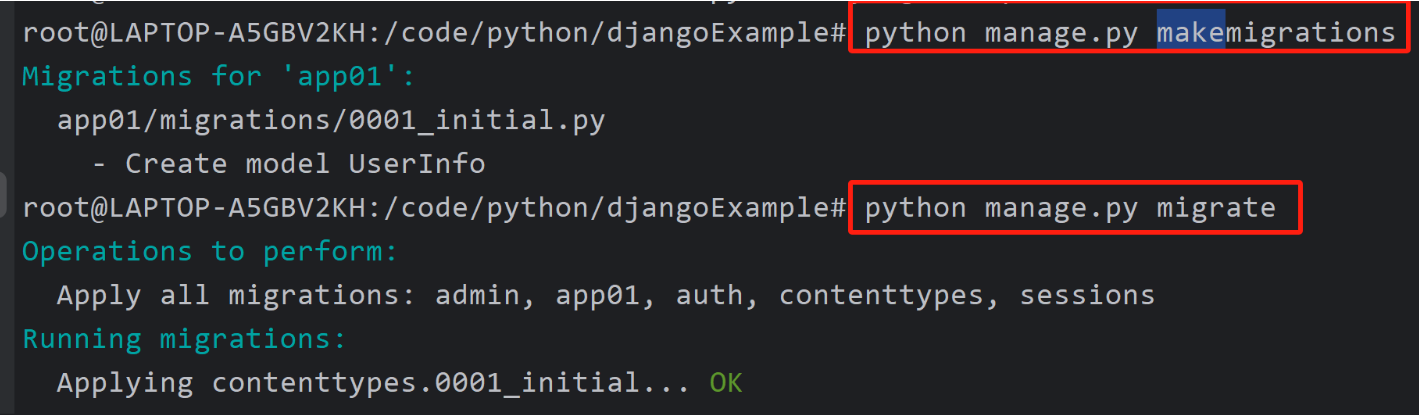 root@LAPTOP-A5GBV2KH:/code/python/djangoExample# python manage.py makemigrations
Migrations for 'app01':
  app01/migrations/0001_initial.py
    - Create model UserInfo
root@LAPTOP-A5GBV2KH:/code/python/djangoExample# python manage.py migrate
Operations to perform:
  Apply all migrations: admin, app01, auth, contenttypes, sessions
Running migrations:
  Applying contenttypes.0001_initial... OK